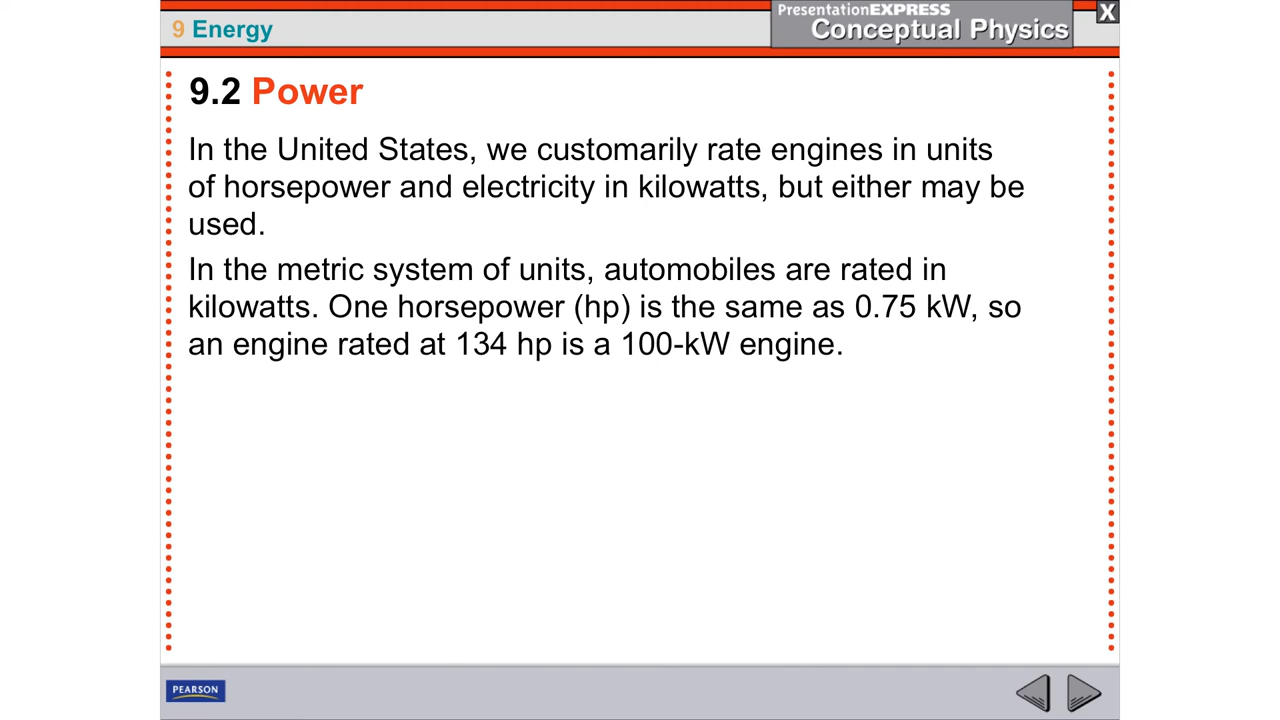 9 Energy
PresentationEXPRESS
Conceptual Physics
X
9.2 Power
In the United States, we customarily rate engines in units
of horsepower and electricity in kilowatts, but either may be
used.
In the metric system of units, automobiles are rated in
kilowatts. One horsepower (hp) is the same as 0.75 kW, so
an engine rated at 134 hp is a 100-kW engine.
PEARSON